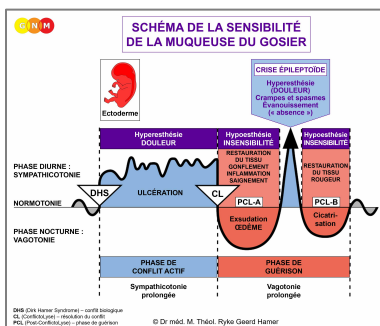 GNM
SCHÉMA DE LA SENSIBILITÉ
DE LA MUQUEUSE DU GOSIER
CRISE ÉPILEPTOÏDE
Hyperesthésie
(DOULEUR)
Crampes et spasmes
Évanouissement
(« absence »)
Ectoderme
Hyperesthésie
DOULEUR
Hypoesthésie
INSENSIBILITÉ
Hypoesthésie
INSENSIBILITÉ
PHASE DIURNE :
SYMPATHICOTONIE
RESTAURATION
DU TISSU
GONFLEMENT
INFLAMMATION
SAIGNEMENT
RESTAURATION
DU TISSU
ROUGEUR
DHS
ULCÉRATION
CL
NORMOTONIE
PCL-A
PCL-B
PHASE NOCTURNE :
VAGOTONIE
Exsudation
ŒDÈME
Cicatri-
sation
PHASE DE
CONFLIT ACTIF
PHASE DE
GUÉRISON
Sympathicotonie
prolongée
Vagotonie
prolongée
DHS (Dirk Hamer Syndrome) – conflit biologique
CL (ConflictoLyse) – résolution du conflit
PCL (Post-ConflictoLyse) – phase de guérison
© Dr méd. M. Théol. Ryke Geerd Hamer